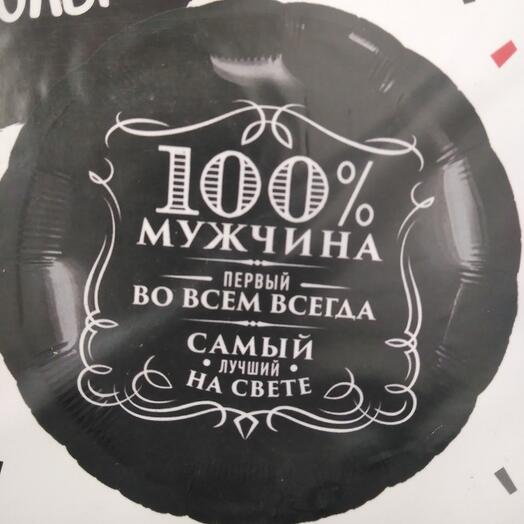 100%
МУЖЧИНА
ПЕРВЫЙ
ВО ВСЕМ ВСЕГДА
САМЫЙ
• ЛУЧШИЙ •
НА СВЕТЕ